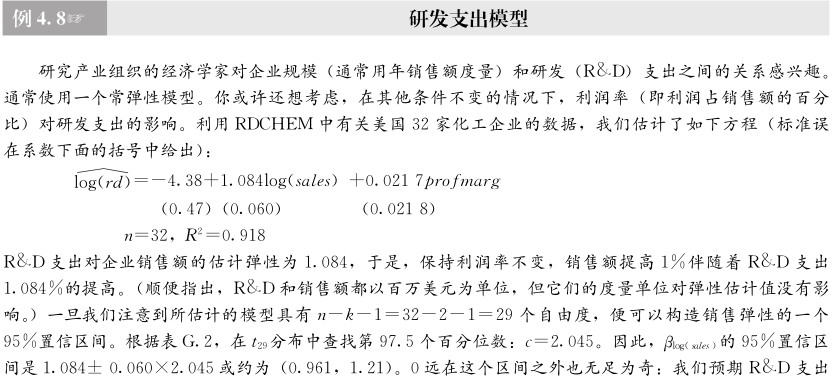 例 4.8 研发支出模型
研究产业组织的经济学家对企业规模（通常用年销售额度量）和研发（R&D）支出之间的关系感兴趣。
通常使用一个常弹性模型。你或许还想考虑，在其他条件不变的情况下，利润率（即利润占销售额的百分
比）对研发支出的影响。利用 RDCHEM 中有关美国 32 家化工企业的数据，我们估计了如下方程（标准误
在系数下面的括号中给出）：
log(rd)=-4.38+1.084log(sales) +0.021 7profmarg
(0.47) (0.060) (0.021 8)
n=32，R²=0.918
R&D 支出对企业销售额的估计弹性为 1.084，于是，保持利润率不变，销售额提高 1%伴随着 R&D 支出
1.084%的提高。（顺便指出，R&D 和销售额都以百万美元为单位，但它们的度量单位对弹性估计值没有影
响。）一旦我们注意到所估计的模型具有 n-k-1=32-2-1=29 个自由度，便可以构造销售弹性的一个
95%置信区间。根据表 G.2，在 t₂₉分布中查找第 97.5 个百分位数：c=2.045。因此，β_log(sales)的 95%置信区
间是 1.084± 0.060×2.045 或约为（0.961，1.21）。0 远在这个区间之外也无足为奇；我们预期 R&D 支出